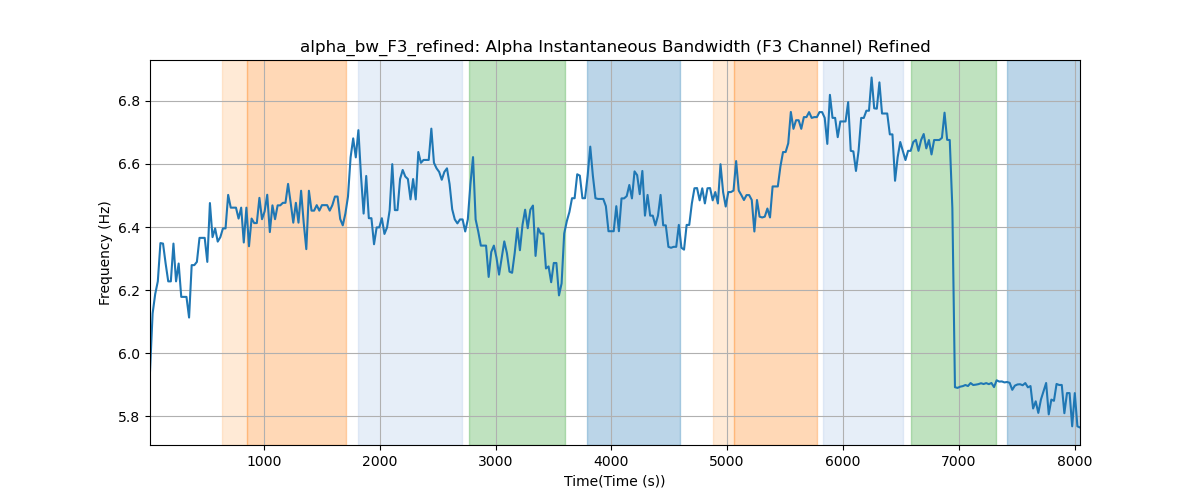 alpha_bw_F3_refined: Alpha Instantaneous Bandwidth (F3 Channel) Refined
Frequency (Hz)
6.8
6.6
6.4
6.2
6.0
5.8
1000 2000 3000 4000 5000 6000 7000 8000
Time(Time (s))